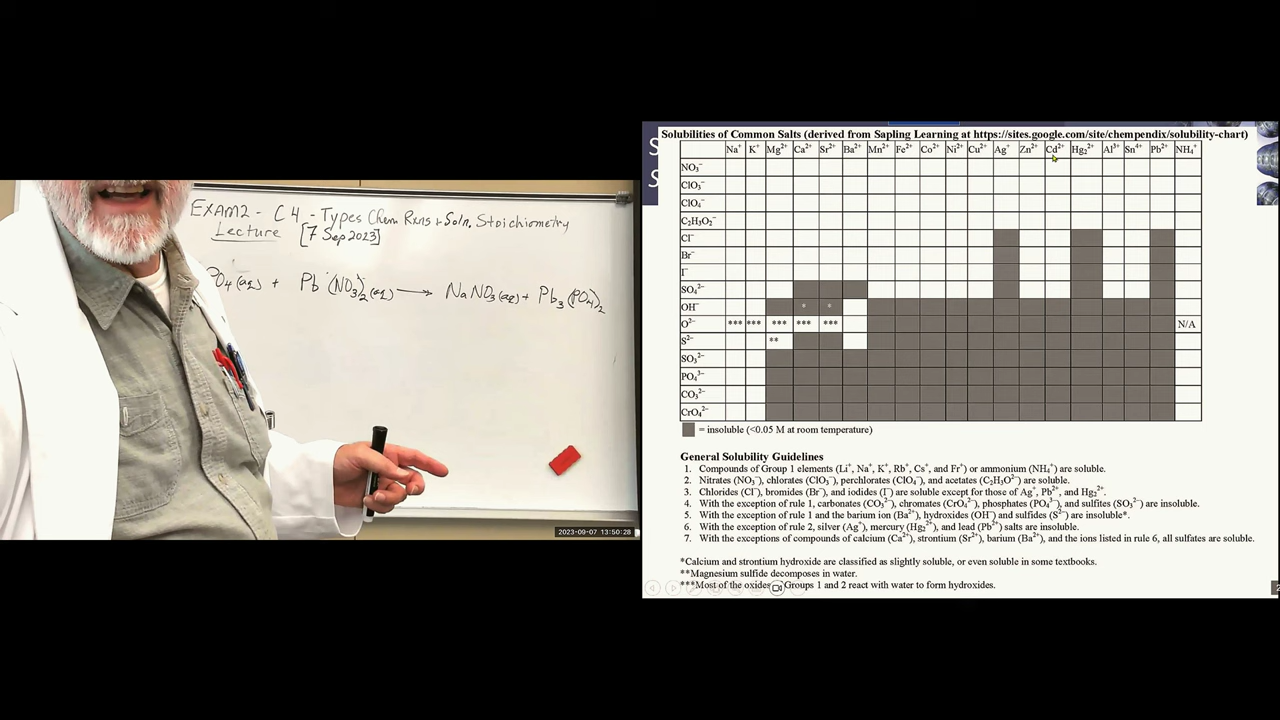 EXAM2 - C4 - Types Chem Rxns + Soln. Stoichiometry
Lecture [7 Sep 2023]
PO4(aq) + Pb(NO3)2(aq) → NaNO3(aq) + Pb3(PO4)2
2023-09-07 13:50:28
S
S
Solubilities of Common Salts (derived from Sapling Learning at https://sites.google.com/site/chempendix/solubility-chart)
Na⁺ K⁺ Mg²⁺ Ca²⁺ Sr²⁺ Ba²⁺ Mn²⁺ Fe²⁺ Co²⁺ Ni²⁺ Cu²⁺ Ag⁺ Zn²⁺ Cd²⁺ Hg₂²⁺ Al³⁺ Sn⁴⁺ Pb²⁺ NH₄⁺
NO₃⁻
ClO₃⁻
ClO₄⁻
C₂H₃O₂⁻
Cl⁻
Br⁻
I⁻
SO₄²⁻
OH⁻ * *
O²⁻ *** *** *** *** *** N/A
S²⁻ **
SO₃²⁻
PO₄³⁻
CO₃²⁻
CrO₄²⁻
= insoluble (<0.05 M at room temperature)
General Solubility Guidelines
1. Compounds of Group 1 elements (Li⁺, Na⁺, K⁺, Rb⁺, Cs⁺, and Fr⁺) or ammonium (NH₄⁺) are soluble.
2. Nitrates (NO₃⁻), chlorates (ClO₃⁻), perchlorates (ClO₄⁻), and acetates (C₂H₃O²⁻) are soluble.
3. Chlorides (Cl⁻), bromides (Br⁻), and iodides (I⁻) are soluble except for those of Ag⁺, Pb²⁺, and Hg₂²⁺.
4. With the exception of rule 1, carbonates (CO₃²⁻), chromates (CrO₄²⁻), phosphates (PO₄³⁻), and sulfites (SO₃²⁻) are insoluble.
5. With the exception of rule 1 and the barium ion (Ba²⁺), hydroxides (OH⁻) and sulfides (S²⁻) are insoluble*.
6. With the exception of rule 2, silver (Ag⁺), mercury (Hg₂²⁺), and lead (Pb²⁺) salts are insoluble.
7. With the exceptions of compounds of calcium (Ca²⁺), strontium (Sr²⁺), barium (Ba²⁺), and the ions listed in rule 6, all sulfates are soluble.
*Calcium and strontium hydroxide are classified as slightly soluble, or even soluble in some textbooks.
**Magnesium sulfide decomposes in water.
***Most of the oxides Groups 1 and 2 react with water to form hydroxides.